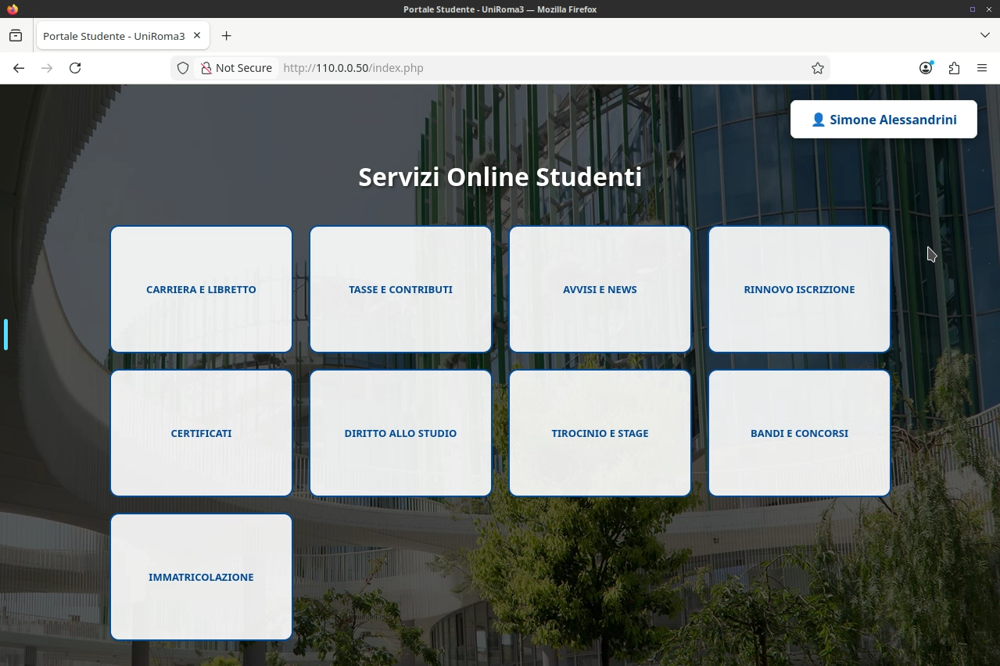 Portale Studente - UniRoma3 — Mozilla Firefox
Portale Studente - UniRoma3
Not Secure http://110.0.0.50/index.php
Simone Alessandrini
Servizi Online Studenti
CARRIERA E LIBRETTO
TASSE E CONTRIBUTI
AVVISI E NEWS
RINNOVO ISCRIZIONE
CERTIFICATI
DIRITTO ALLO STUDIO
TIROCINIO E STAGE
BANDI E CONCORSI
IMMATRICOLAZIONE